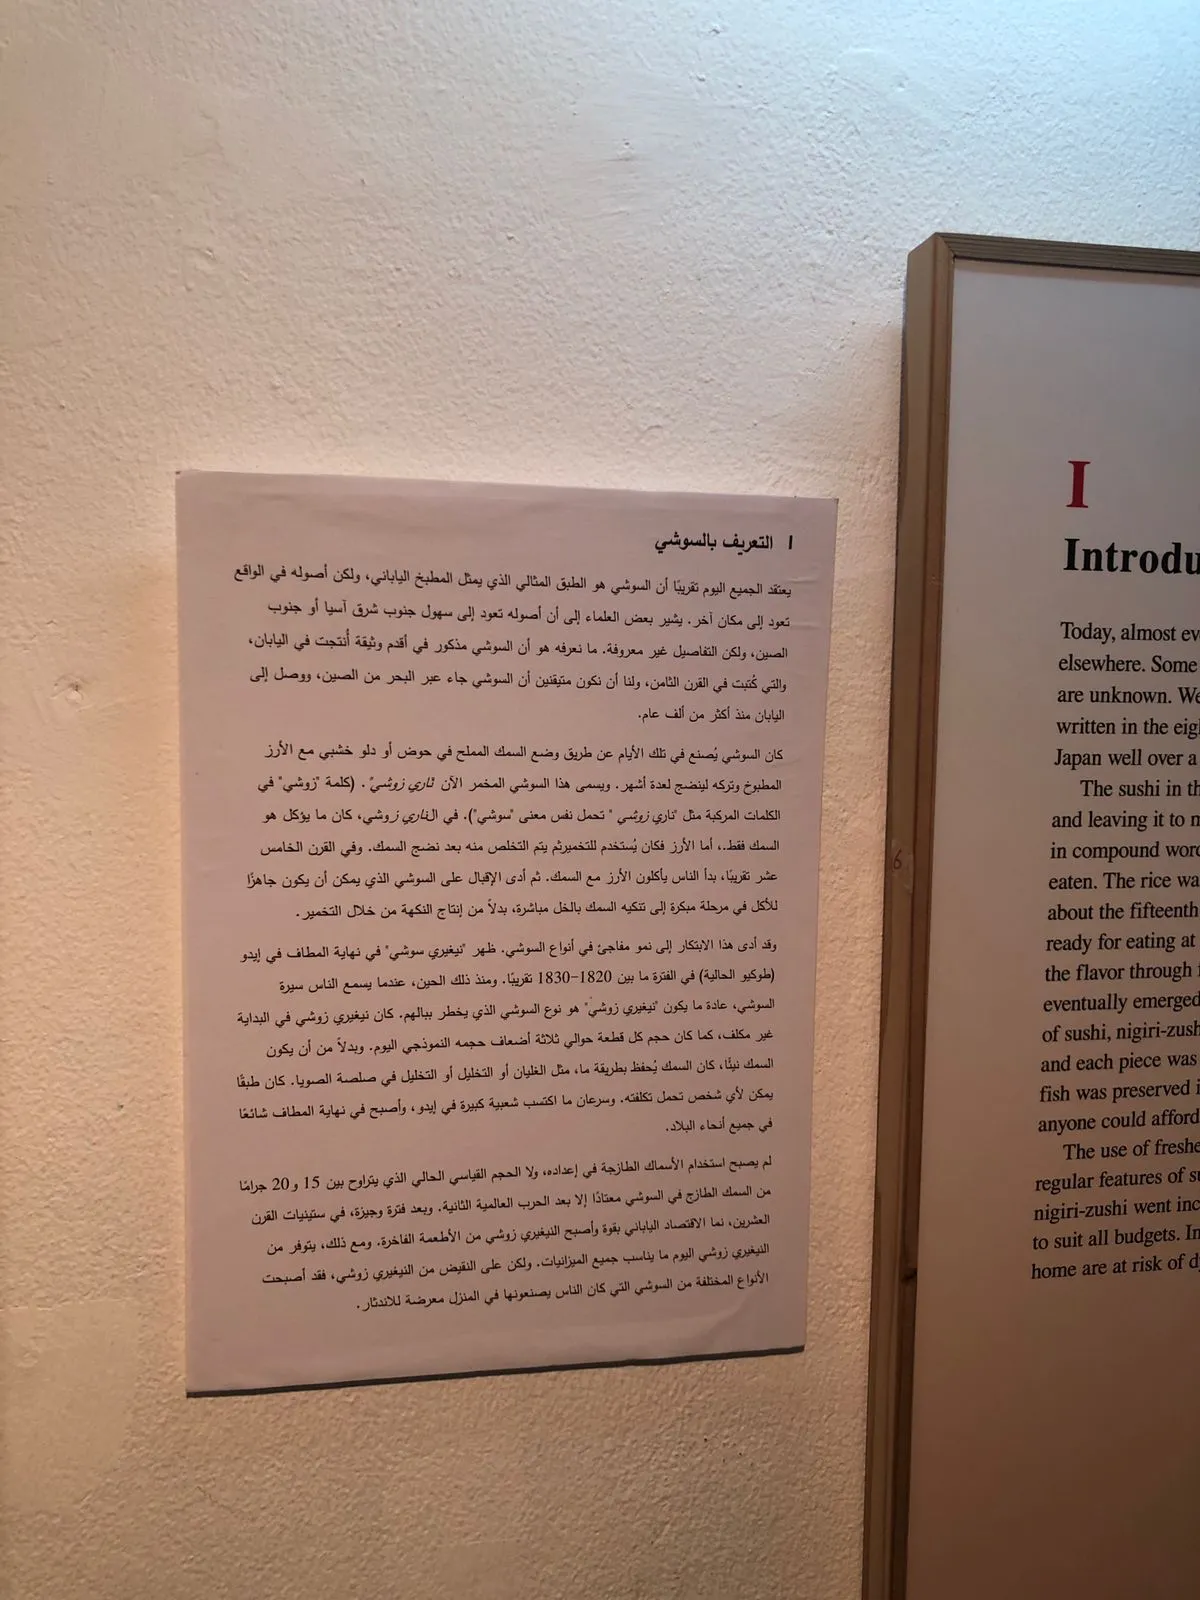 I التعريف بالسوشي
يعتقد الجميع اليوم تقريبًا أن السوشي هو الطبق المثالي الذي يمثل المطبخ الياباني، ولكن أصوله في الواقع
تعود إلى مكان آخر. يشير بعض العلماء إلى أن أصوله تعود إلى سهول جنوب شرق آسيا أو جنوب
الصين، ولكن التفاصيل غير معروفة. ما نعرفه هو أن السوشي مذكور في أقدم وثيقة أُنتجت في اليابان،
والتي كُتبت في القرن الثامن، ولنا أن نكون متيقنين أن السوشي جاء عبر البحر من الصين، ووصل إلى
اليابان منذ أكثر من ألف عام.
كان السوشي يُصنع في تلك الأيام عن طريق وضع السمك المملح في حوض أو دلو خشبي مع الأرز
المطبوخ وتركه لينضج لعدة أشهر. ويسمى هذا السوشي المخمر الآن ناري زوشيً. (كلمة "زوشي" في
الكلمات المركبة مثل "ناري زوشي " تحمل نفس معنى "سوشي"). في الناري زوشي، كان ما يؤكل هو
السمك فقط.، أما الأرز فكان يُستخدم للتخميرثم يتم التخلص منه بعد نضج السمك. وفي القرن الخامس
عشر تقريبًا، بدأ الناس يأكلون الأرز مع السمك. ثم أدى الإقبال على السوشي الذي يمكن أن يكون جاهزًا
للأكل في مرحلة مبكرة إلى تنكيه السمك بالخل مباشرة، بدلاً من إنتاج النكهة من خلال التخمير.
وقد أدى هذا الابتكار إلى نمو مفاجئ في أنواع السوشي. ظهر "نيغيري سوشي" في نهاية المطاف في إيدو
(طوكيو الحالية) في الفترة ما بين 1820–1830 تقريبًا. ومنذ ذلك الحين، عندما يسمع الناس سيرة
السوشي، عادة ما يكون "نيغيري زوشي" هو نوع السوشي الذي يخطر ببالهم. كان نيغيري زوشي في البداية
غير مكلف، كما كان حجم كل قطعة حوالي ثلاثة أضعاف حجمه النموذجي اليوم. وبدلاً من أن يكون
السمك نيئًا، كان السمك يُحفظ بطريقة ما، مثل الغليان أو التخليل أو التخليل في صلصة الصويا. كان طبقًا
يمكن لأي شخص تحمل تكلفته. وسرعان ما اكتسب شعبية كبيرة في إيدو، وأصبح في نهاية المطاف شائعًا
في جميع أنحاء البلاد.
لم يصبح استخدام الأسماك الطازجة في إعداده، ولا الحجم القياسي الحالي الذي يتراوح بين 15 و20 جرامًا
من السمك الطازج في السوشي معتادًا إلا بعد الحرب العالمية الثانية. وبعد فترة وجيزة، في ستينيات القرن
العشرين، نما الاقتصاد الياباني بقوة وأصبح النيغيري زوشي من الأطعمة الفاخرة. ومع ذلك، يتوفر من
النيغيري زوشي اليوم ما يناسب جميع الميزانيات. ولكن على النقيض من النيغيري زوشي، فقد أصبحت
الأنواع المختلفة من السوشي التي كان الناس يصنعونها في المنزل معرضة للاندثار.
I
Introdu
Today, almost ev
elsewhere. Some
are unknown. We
written in the eig
Japan well over a
The sushi in th
and leaving it to m
in compound word
eaten. The rice wa
about the fifteenth
ready for eating at
the flavor through
eventually emerged
of sushi, nigiri-zush
and each piece was
fish was preserved i
anyone could afford
The use of freshe
regular features of su
nigiri-zushi went inc
to suit all budgets. In
home are at risk of d